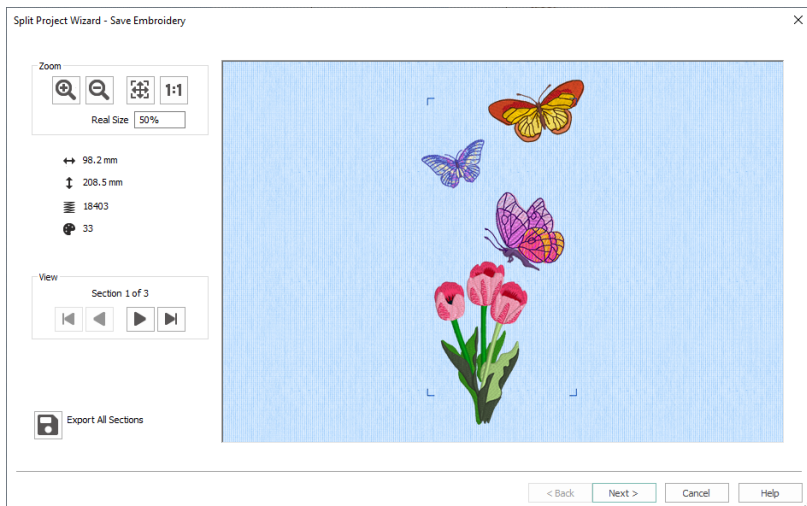 Split Project Wizard - Save Embroidery
Zoom
1:1
Real Size 50%
98.2 mm
208.5 mm
18403
33
View
Section 1 of 3
Export All Sections
< Back Next > Cancel Help